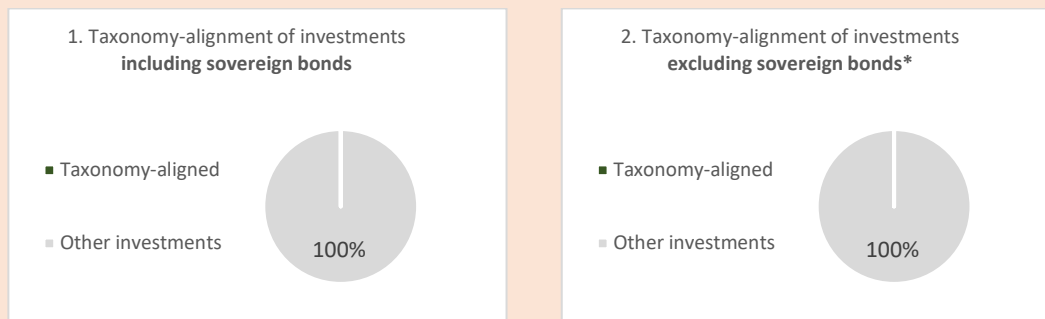 1. Taxonomy-alignment of investments
including sovereign bonds
Taxonomy-aligned
Other investments
100%
2. Taxonomy-alignment of investments
excluding sovereign bonds*
Taxonomy-aligned
Other investments
100%